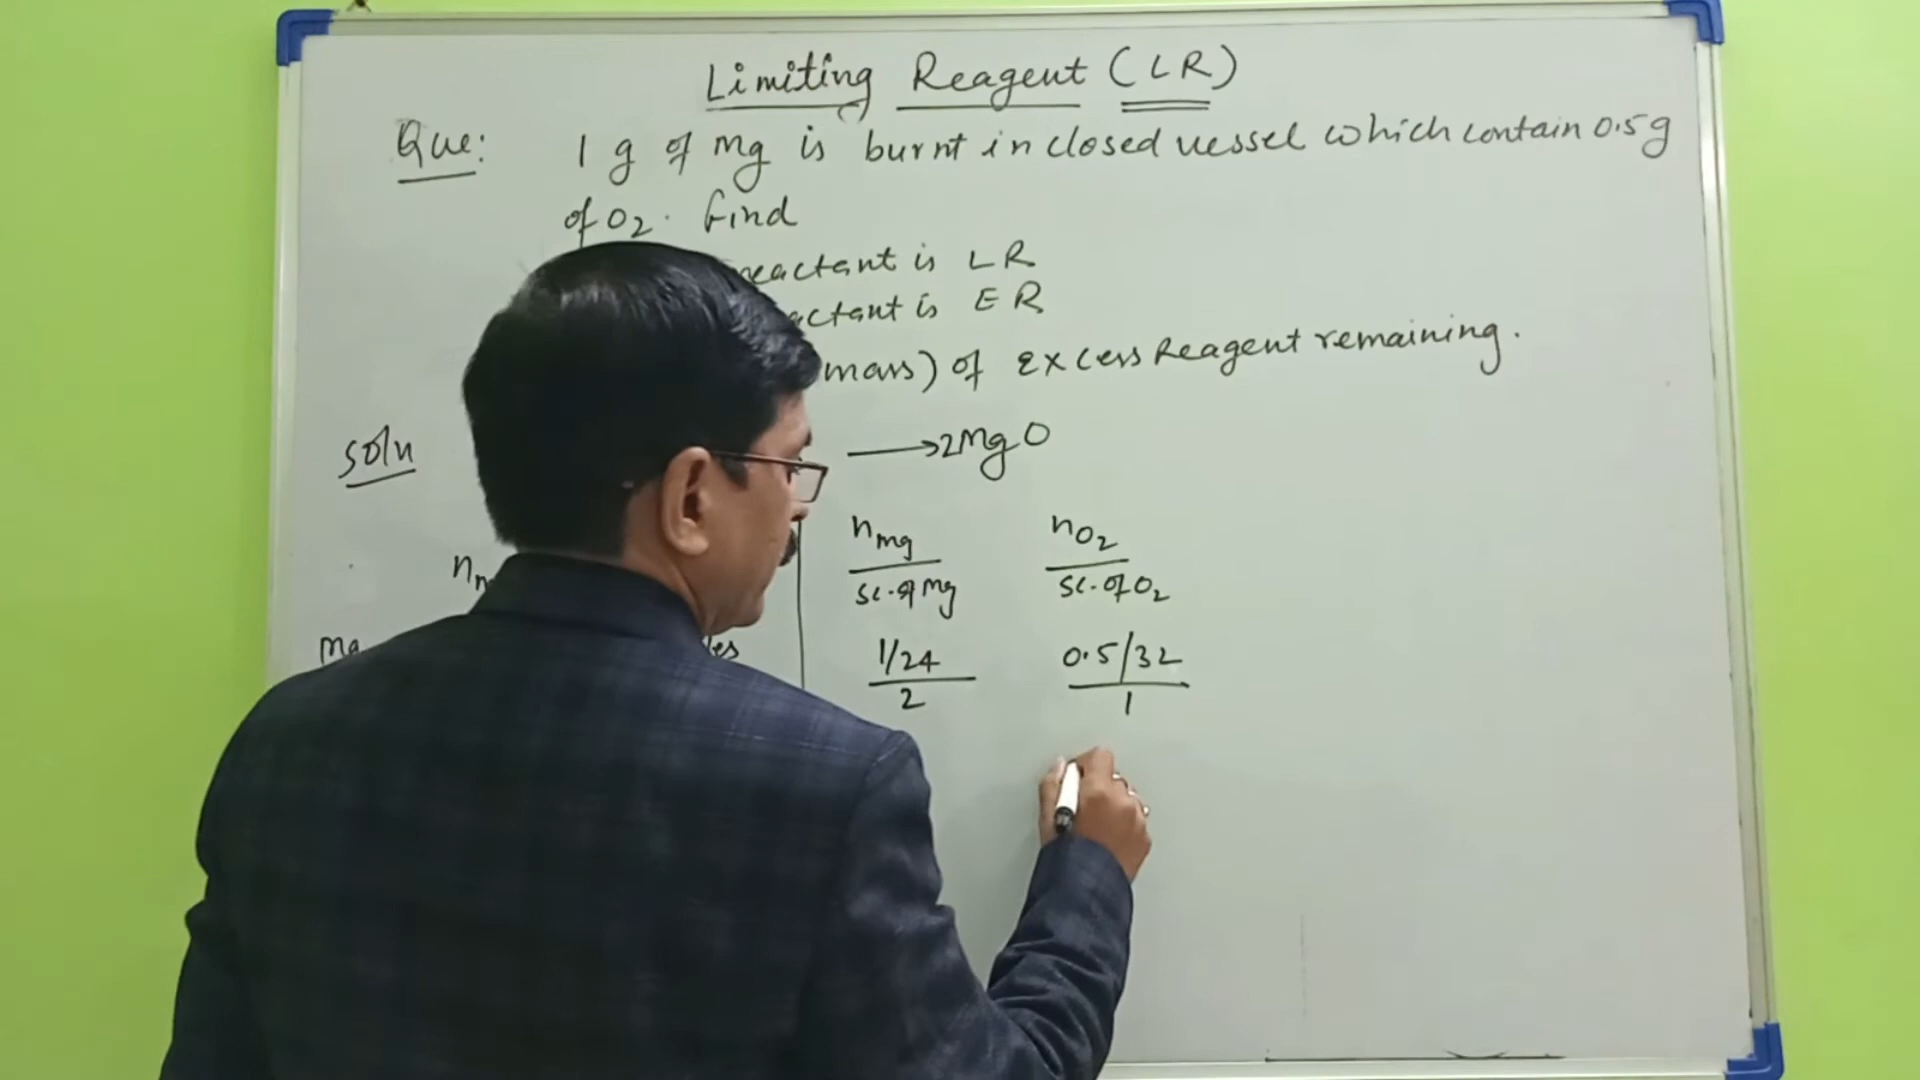 Limiting Reagent (LR)
Que: 1 g of Mg is burnt in closed vessel which contain 0.5g
of O2. find
reactant is LR
actant is ER
mass) of Excess Reagent remaining.
Soln → 2MgO
nMg nO2
sc. of Mg sc. of O2
1/24 0.5/32
2 1